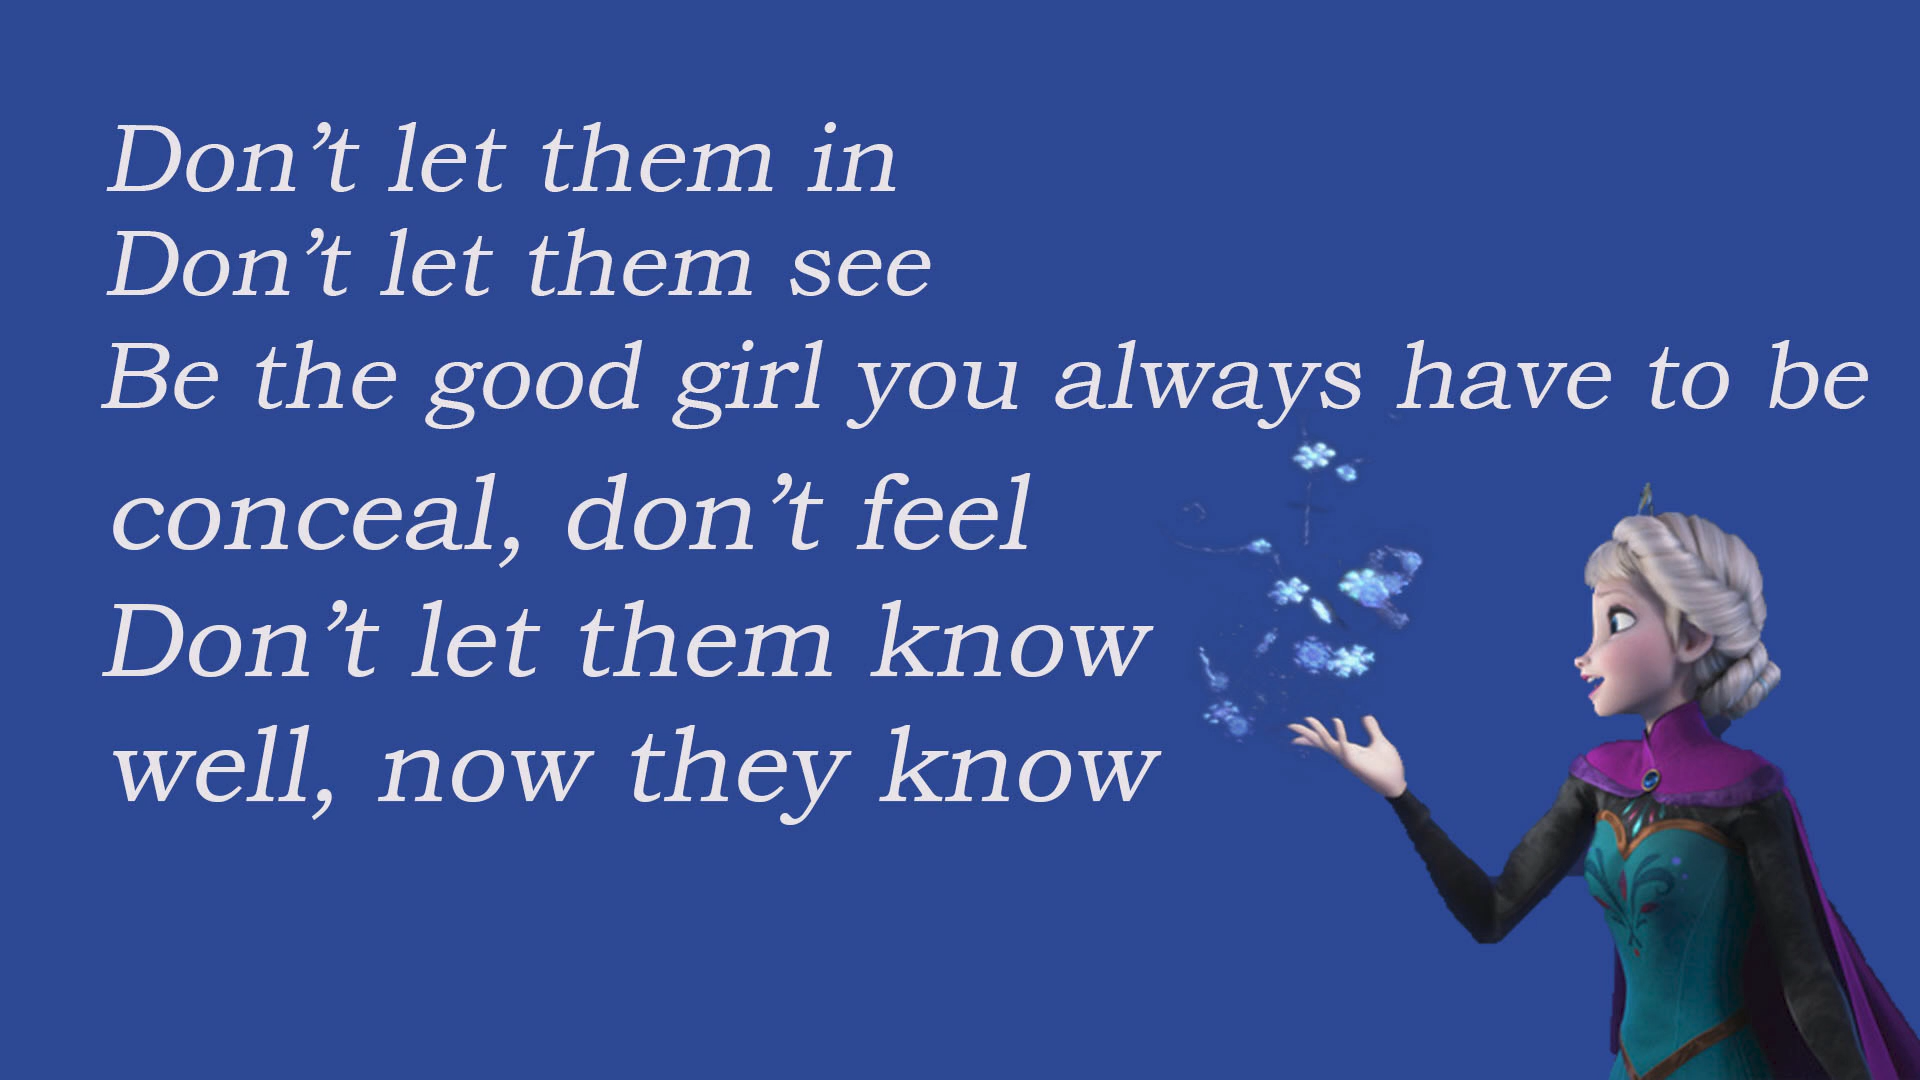 Don’t let them in
Don’t let them see
Be the good girl you always have to be
conceal, don’t feel
Don’t let them know
well, now they know